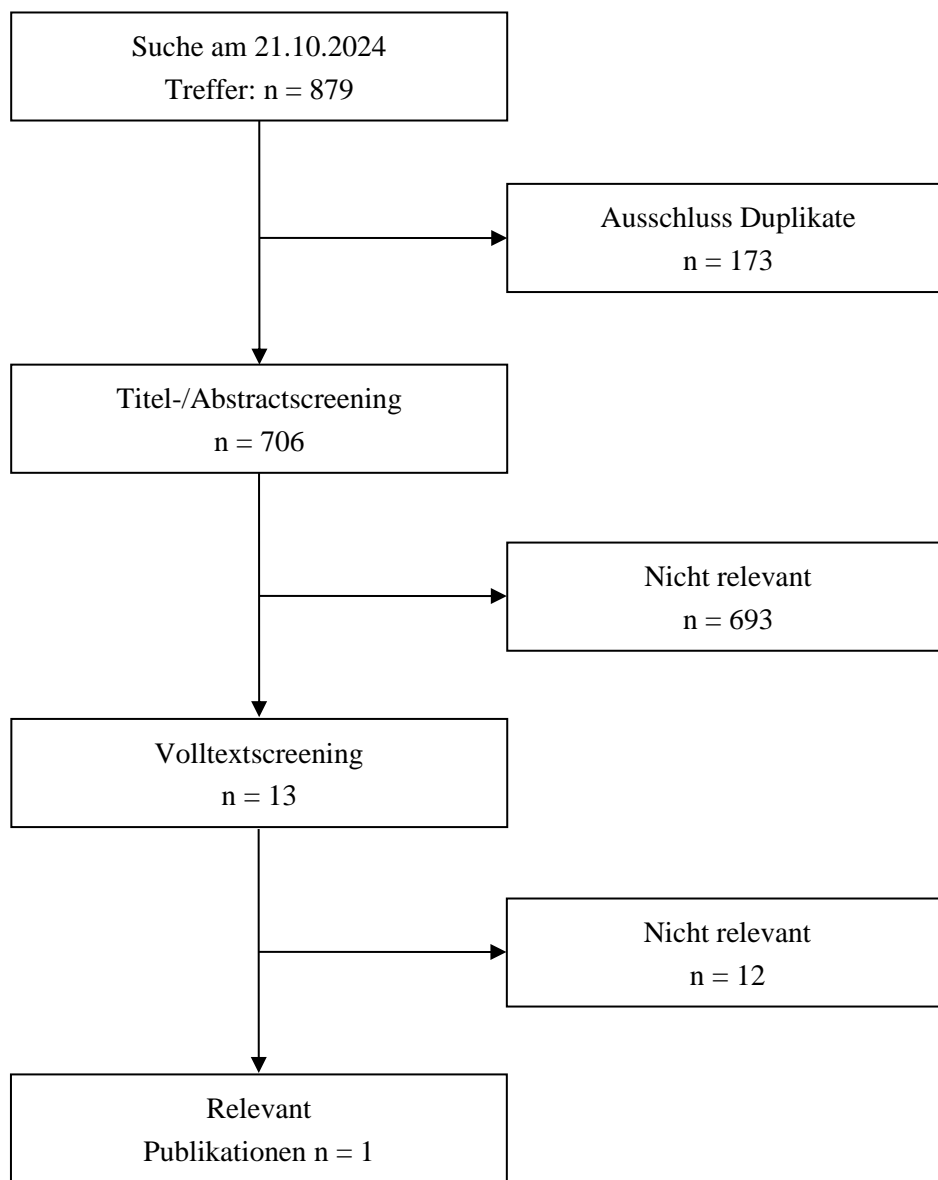 Suche am 21.10.2024
Treffer: n = 879
Ausschluss Duplikate
n = 173
Titel-/Abstractscreening
n = 706
Nicht relevant
n = 693
Volltextscreening
n = 13
Nicht relevant
n = 12
Relevant
Publikationen n = 1